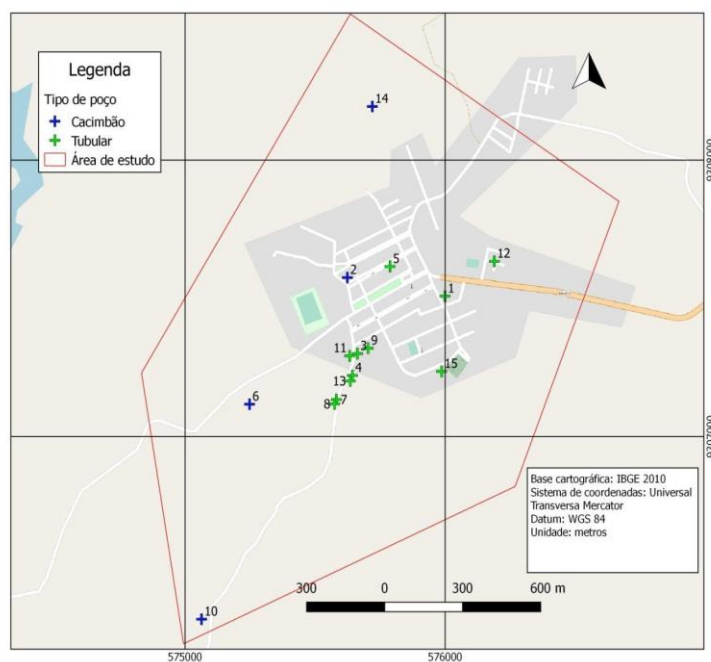 Legenda
Tipo de poço
Cacimbão
Tubular
Área de estudo
14
9308000
5
12
2
1
11
3
9
4
13
15
6
7
8
9307000
Base cartográfica: IBGE 2010
Sistema de coordenadas: Universal
Transversa Mercator
Datum: WGS 84
Unidade: metros
300 0 300 600 m
10
575000 576000